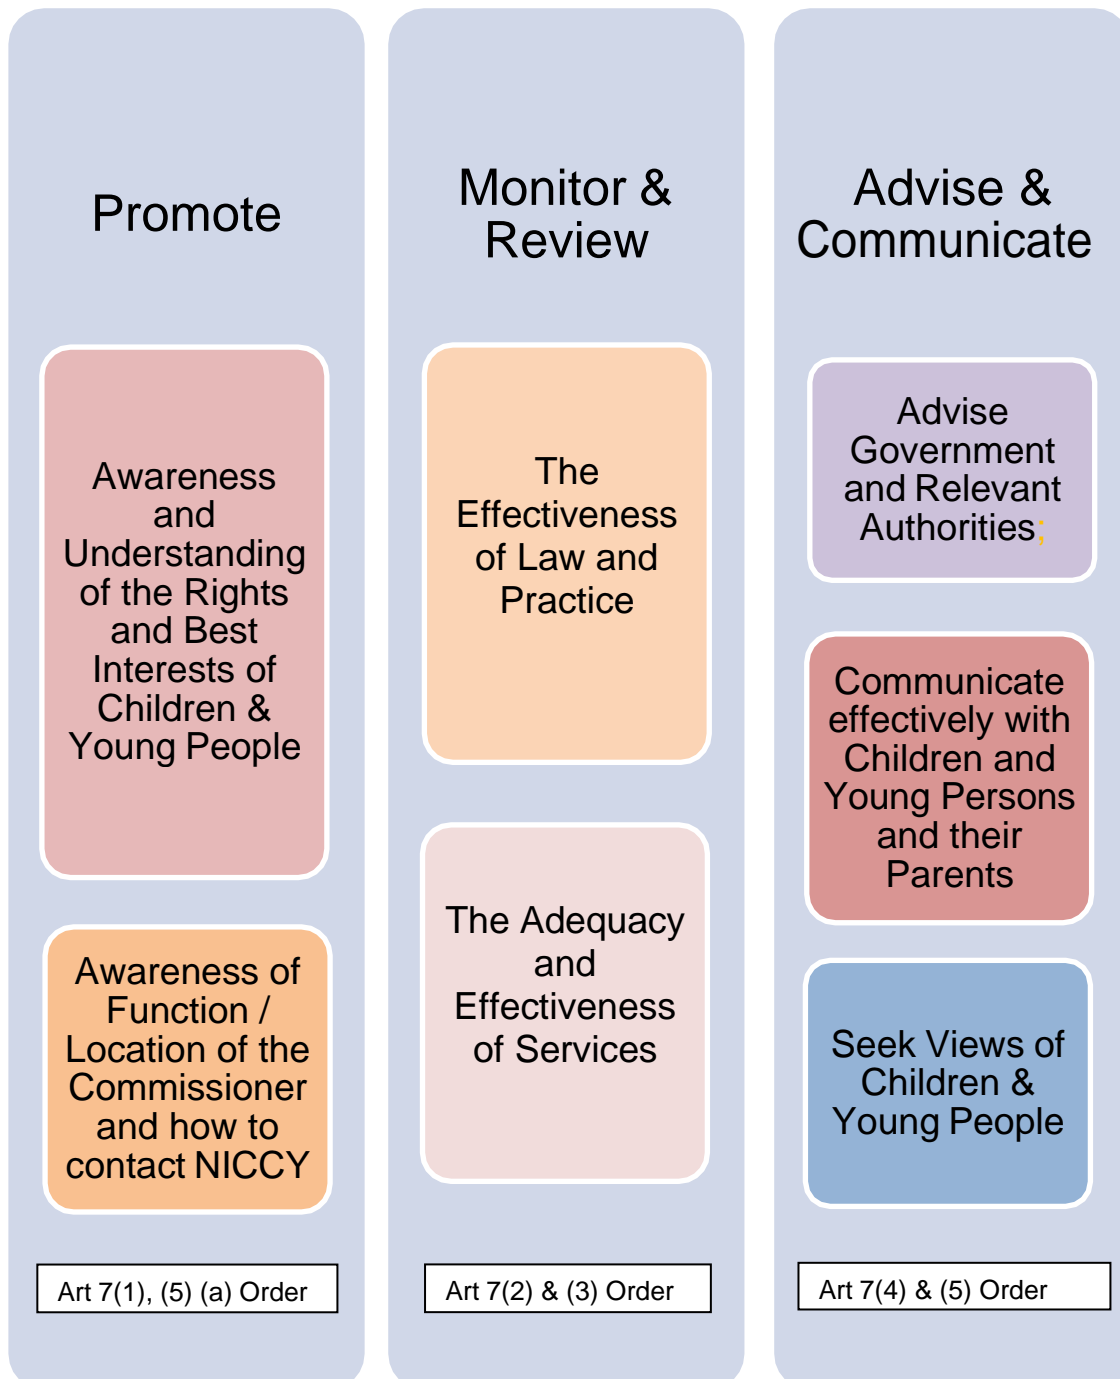 Promote
Awareness
and
Understanding
of the Rights
and Best
Interests of
Children &
Young People
Awareness of
Function /
Location of the
Commissioner
and how to
contact NICCY
Art 7(1), (5) (a) Order
Monitor &
Review
The
Effectiveness
of Law and
Practice
The Adequacy
and
Effectiveness
of Services
Art 7(2) & (3) Order
Advise &
Communicate
Advise
Government
and Relevant
Authorities;
Communicate
effectively with
Children and
Young Persons
and their
Parents
Seek Views of
Children &
Young People
Art 7(4) & (5) Order